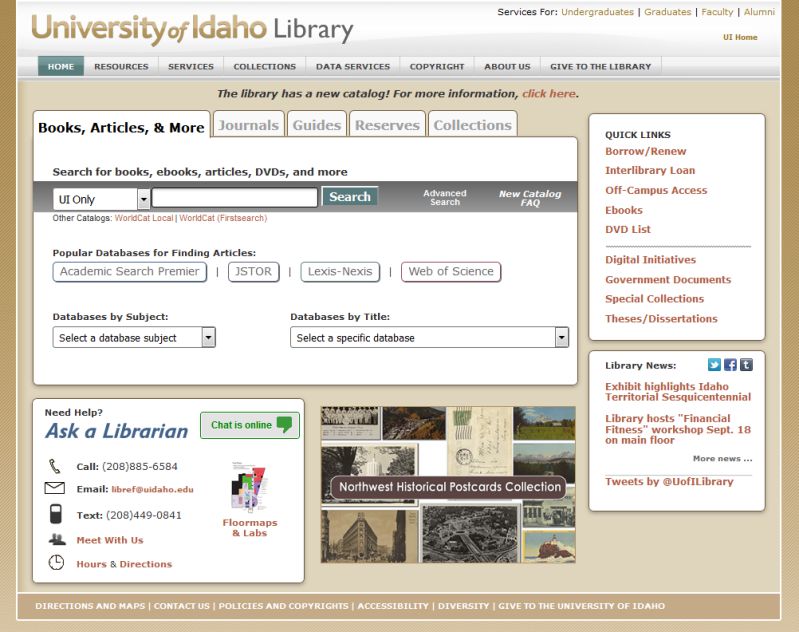 Services For: Undergraduates | Graduates | Faculty | Alumni
University of Idaho Library
UI Home
HOME RESOURCES SERVICES COLLECTIONS DATA SERVICES COPYRIGHT ABOUT US GIVE TO THE LIBRARY
The library has a new catalog! For more information, click here.
Books, Articles, & More Journals Guides Reserves Collections
Search for books, ebooks, articles, DVDs, and more
UI Only Search Advanced Search New Catalog FAQ
Other Catalogs: WorldCat Local | WorldCat (Firstsearch)
Popular Databases for Finding Articles:
Academic Search Premier | JSTOR | Lexis-Nexis | Web of Science
Databases by Subject: Databases by Title:
Select a database subject Select a specific database
QUICK LINKS
Borrow/Renew
Interlibrary Loan
Off-Campus Access
Ebooks
DVD List
Digital Initiatives
Government Documents
Special Collections
Theses/Dissertations
Library News:
Exhibit highlights Idaho
Territorial Sesquicentennial
Library hosts "Financial
Fitness" workshop Sept. 18
on main floor
More news ...
Tweets by @UofILibrary
Need Help?
Ask a Librarian
Chat is online
Call: (208)885-6584
Email: libref@uidaho.edu
Text: (208)449-0841
Meet With Us
Hours & Directions
Floormaps
& Labs
Northwest Historical Postcards Collection
DIRECTIONS AND MAPS | CONTACT US | POLICIES AND COPYRIGHTS | ACCESSIBILITY | DIVERSITY | GIVE TO THE UNIVERSITY OF IDAHO